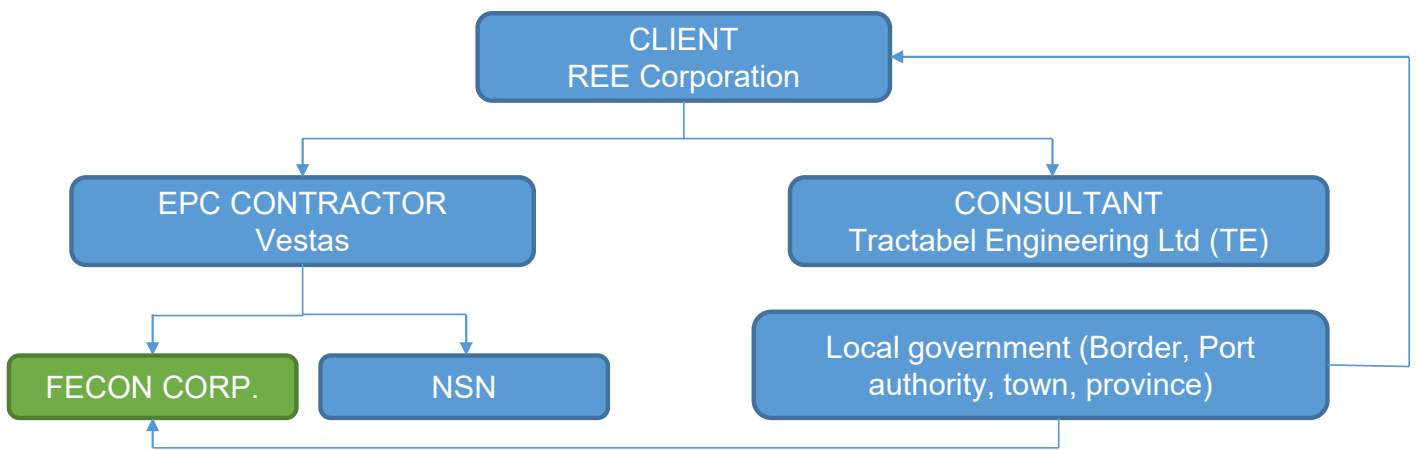 CLIENT
REE Corporation
EPC CONTRACTOR
Vestas
CONSULTANT
Tractabel Engineering Ltd (TE)
FECON CORP.
NSN
Local government (Border, Port
authority, town, province)